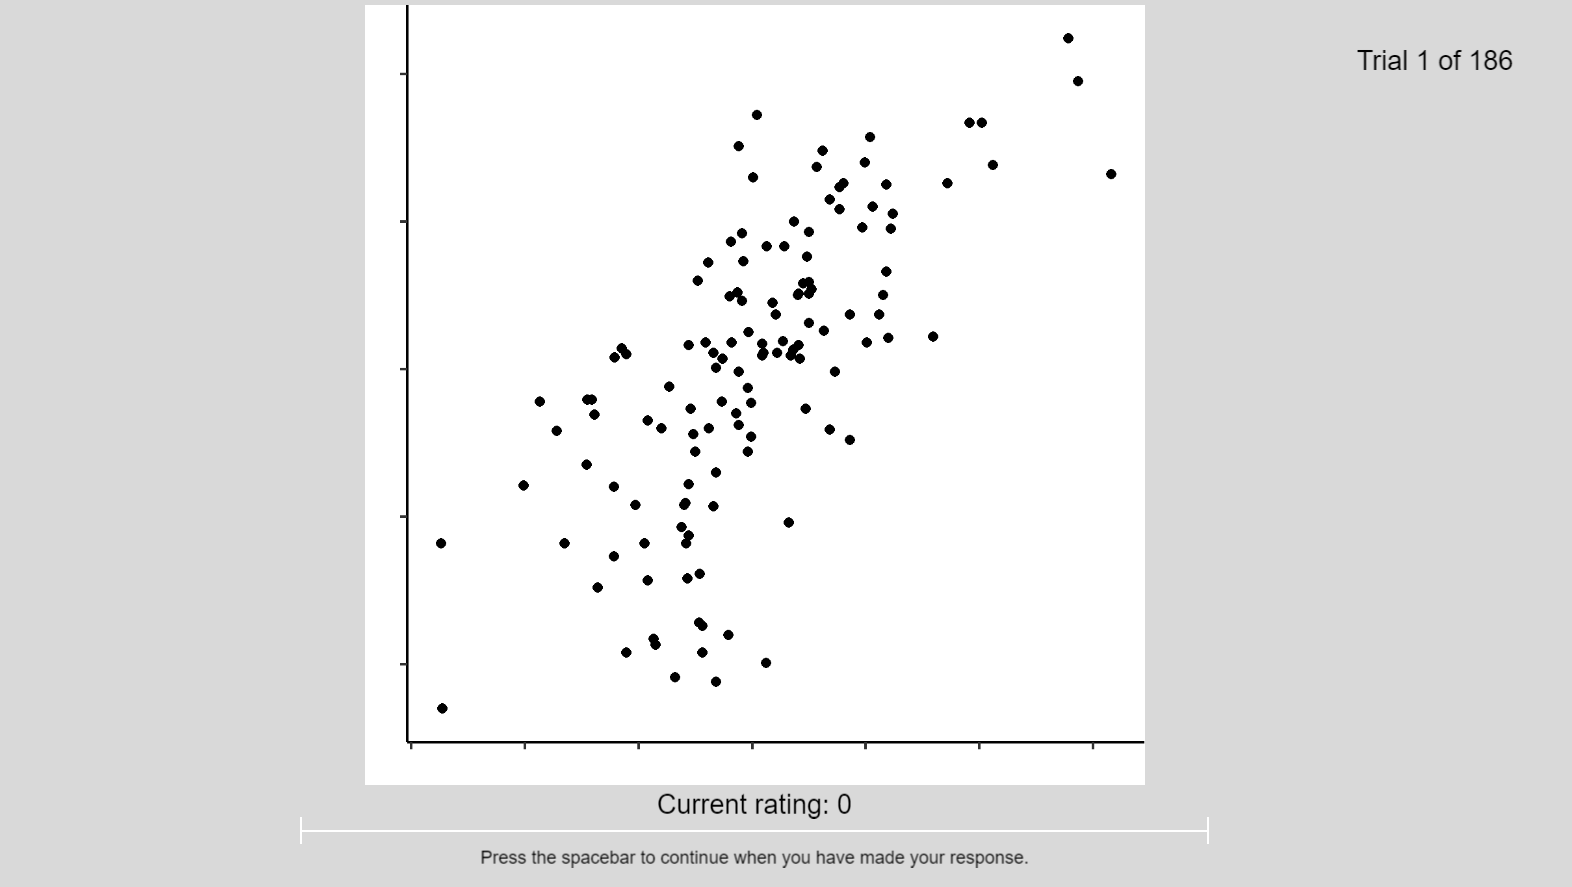 Trial 1 of 186
Current rating: 0
Press the spacebar to continue when you have made your response.